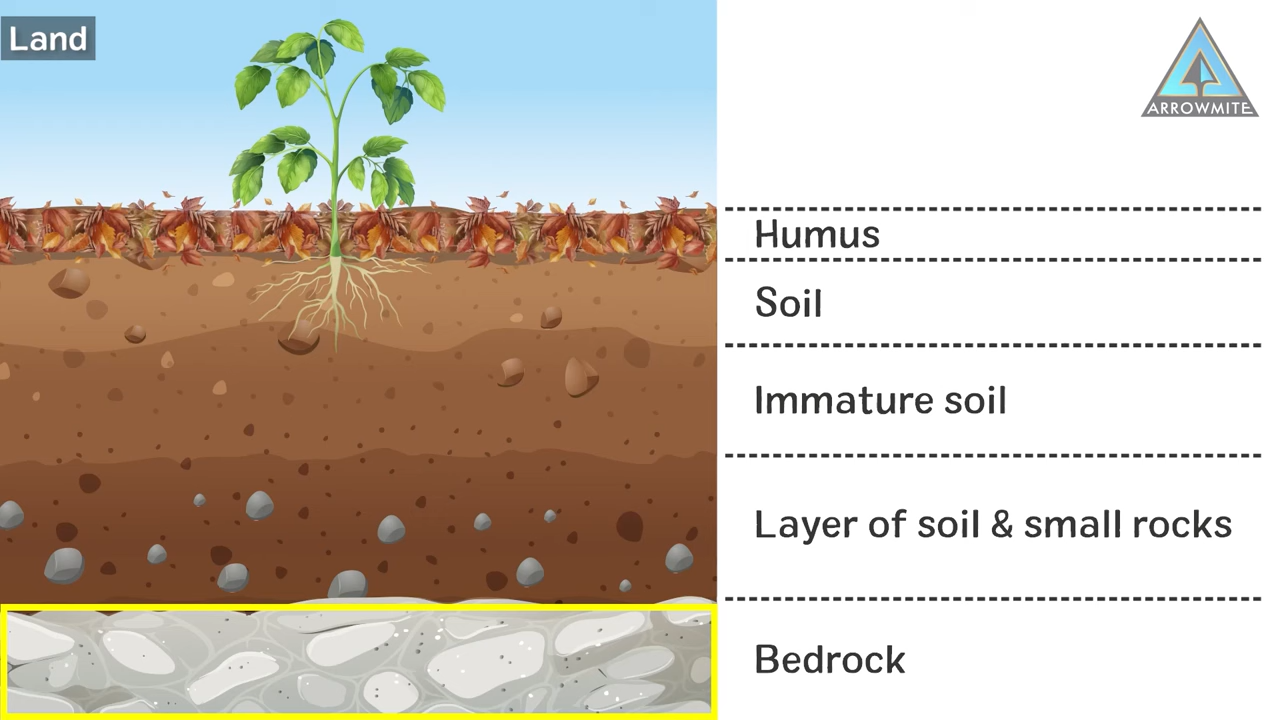 Land
ARROWMITE
Humus
Soil
Immature soil
Layer of soil & small rocks
Bedrock